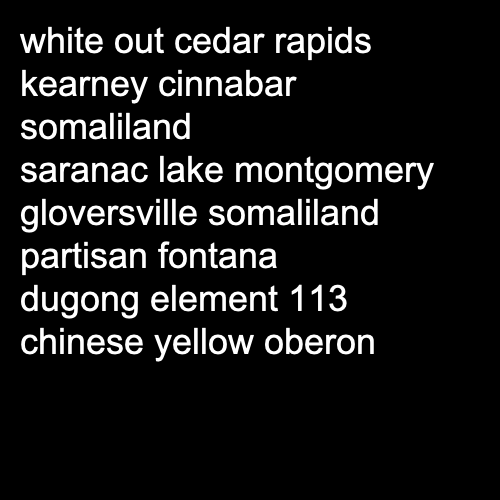 white out cedar rapids
kearney cinnabar
somaliland
saranac lake montgomery
gloversville somaliland
partisan fontana
dugong element 113
chinese yellow oberon